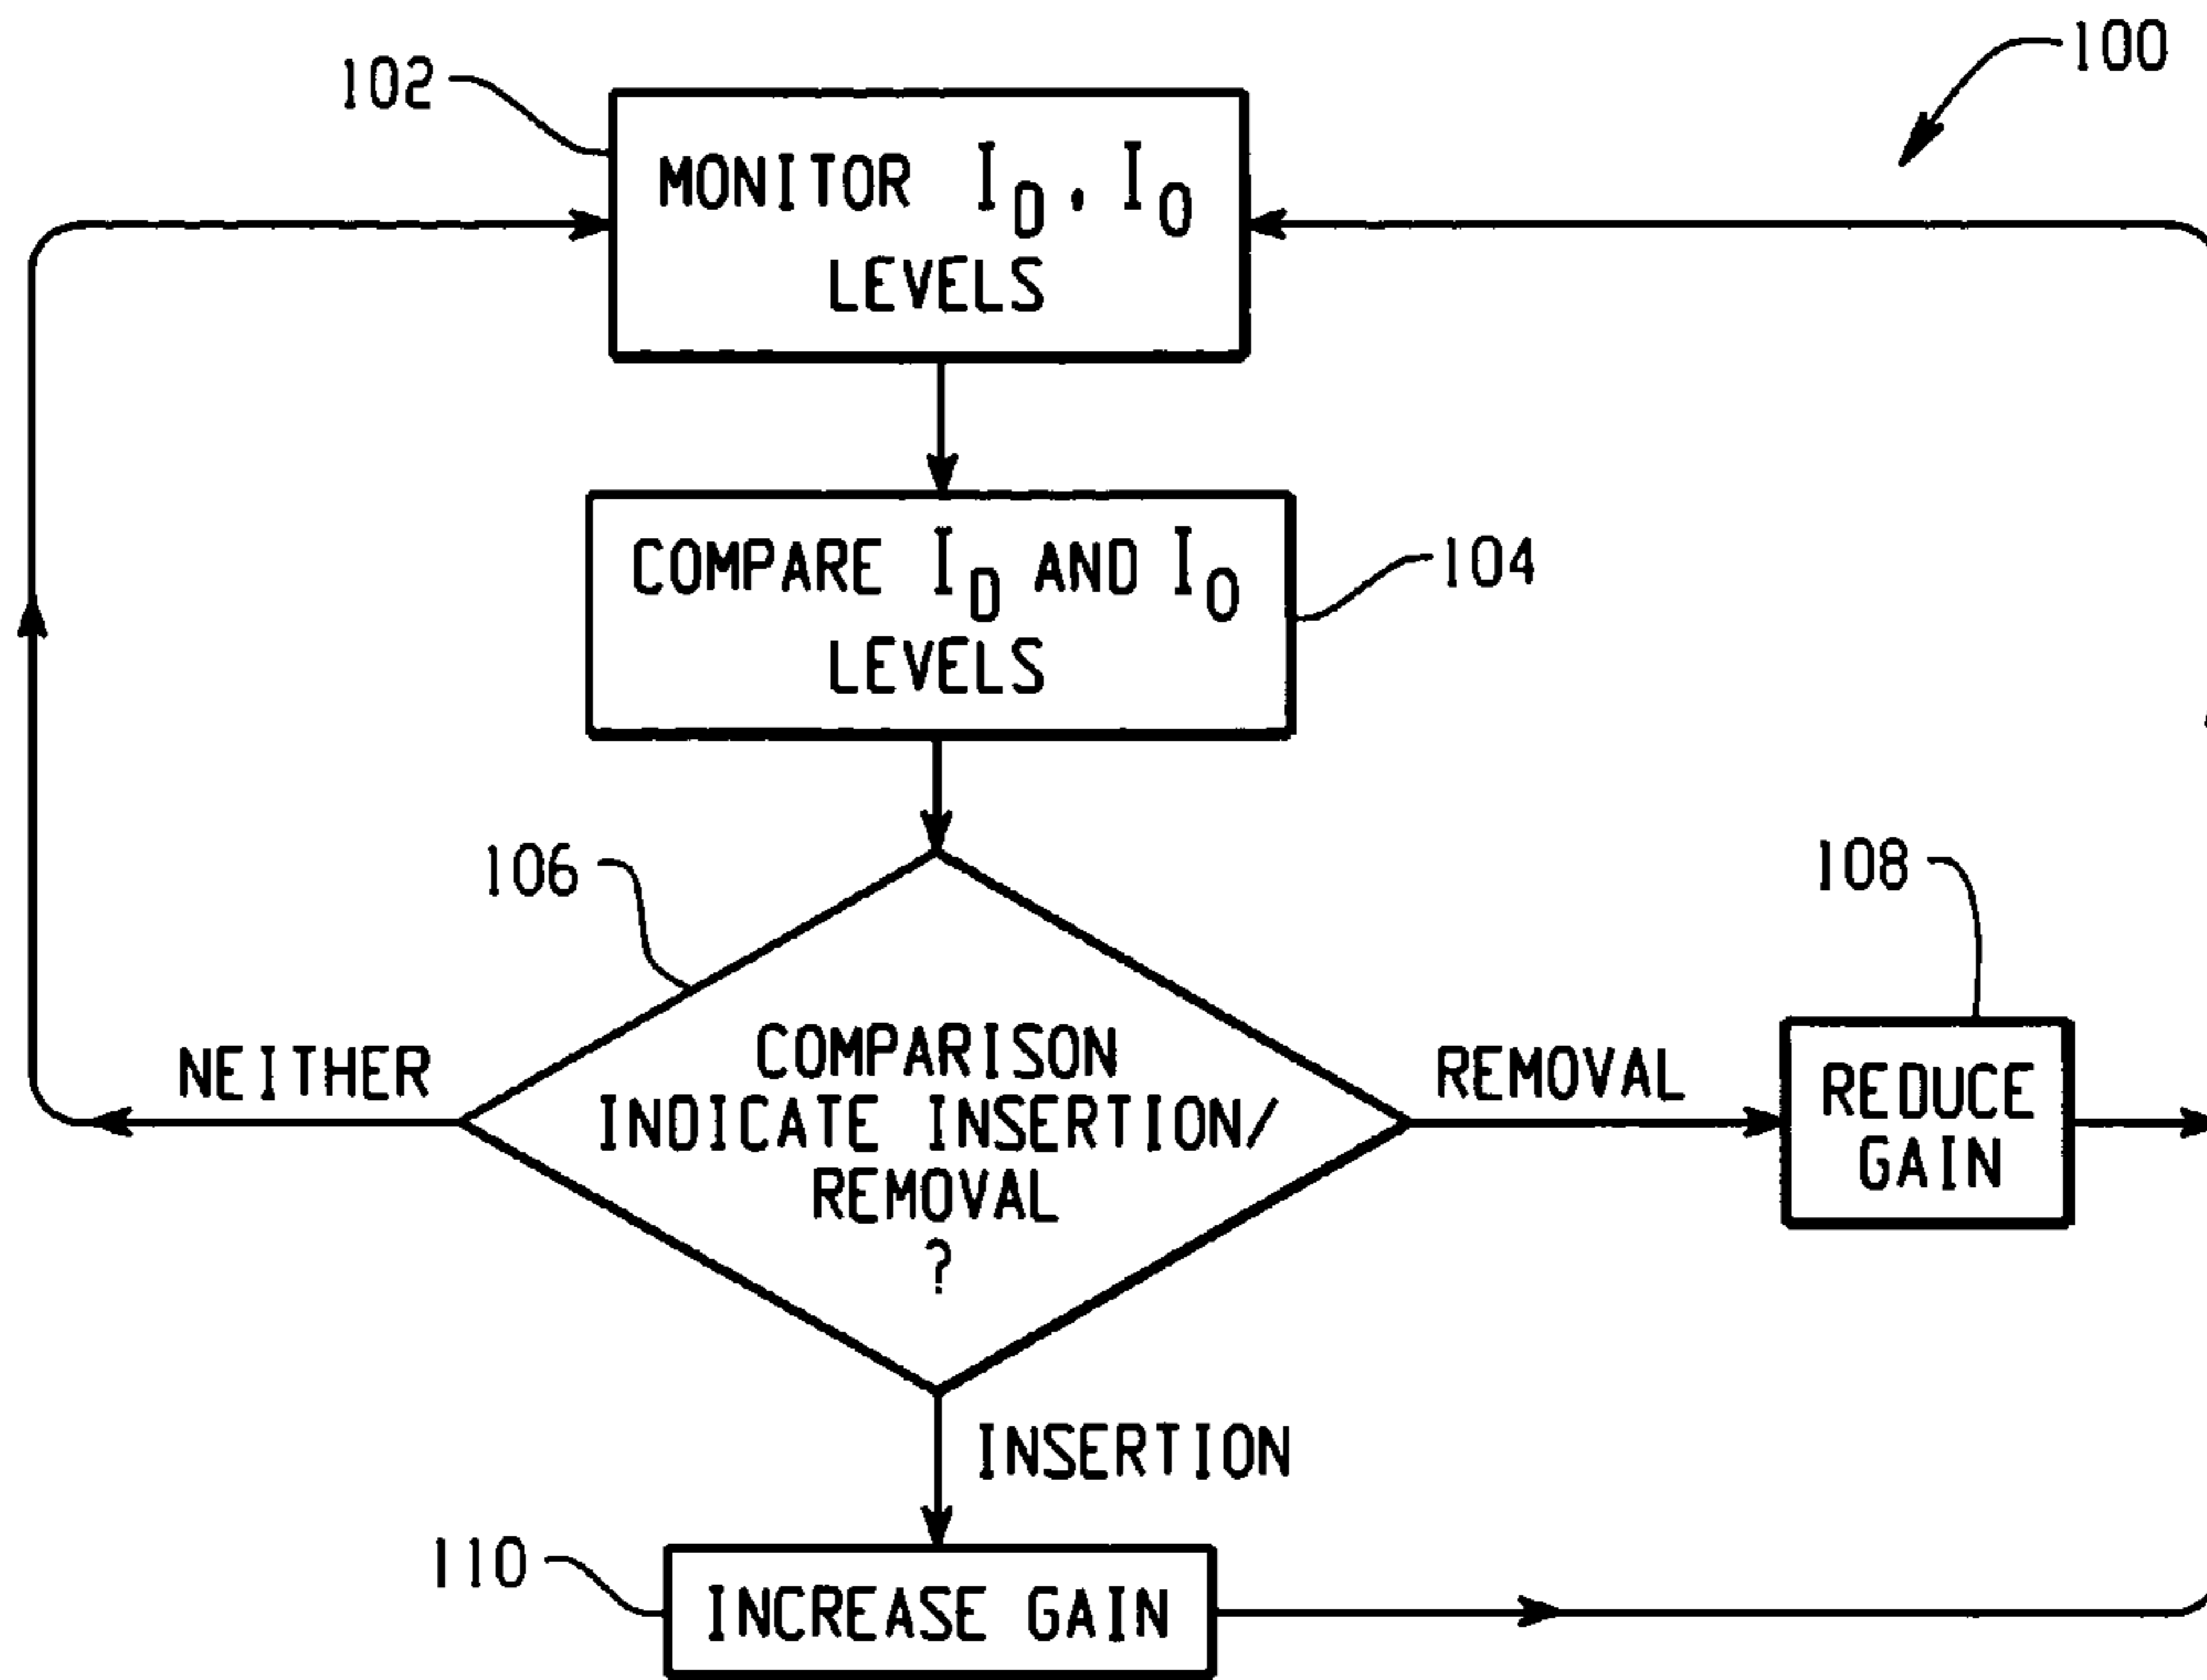 100
102
MONITOR I_D, I_O
LEVELS
COMPARE I_D AND I_O
LEVELS
104
106
108
COMPARISON
INDICATE INSERTION/
REMOVAL
?
NEITHER
REMOVAL
REDUCE
GAIN
INSERTION
110
INCREASE GAIN